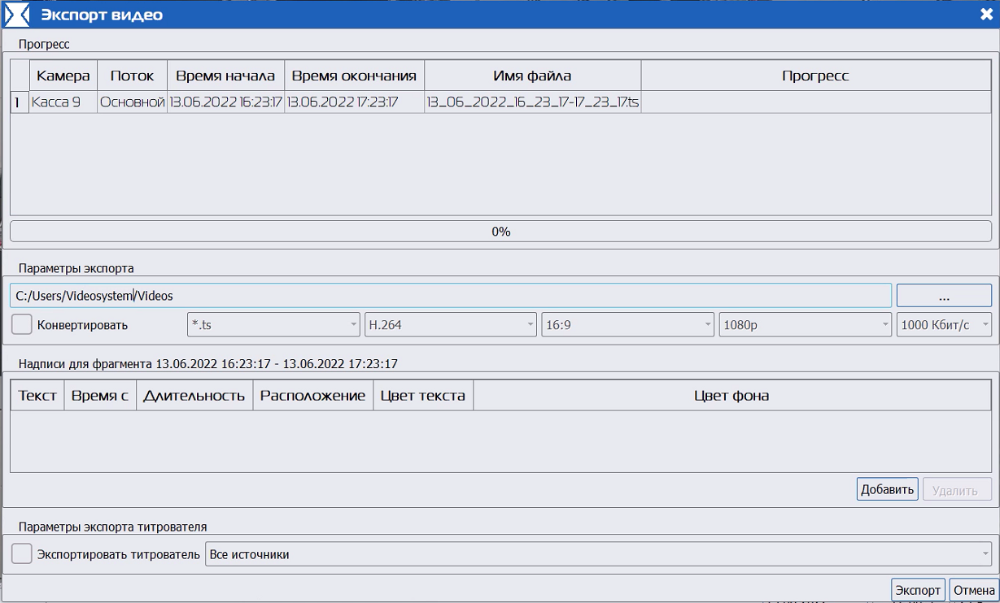 Экспорт видео
Прогресс
Камера Поток Время начала Время окончания Имя файла Прогресс
1 Касса 9 Основной 13.06.2022 16:23:17 13.06.2022 17:23:17 13_06_2022_16_23_17-17_23_17.ts
0%
Параметры экспорта
C:/Users/Videosystem/Videos ...
Конвертировать *.ts H.264 16:9 1080p 1000 Кбит/с
Надписи для фрагмента 13.06.2022 16:23:17 - 13.06.2022 17:23:17
Текст Время с Длительность Расположение Цвет текста Цвет фона
Добавить Удалить
Параметры экспорта титрователя
Экспортировать титрователь Все источники
Экспорт Отмена